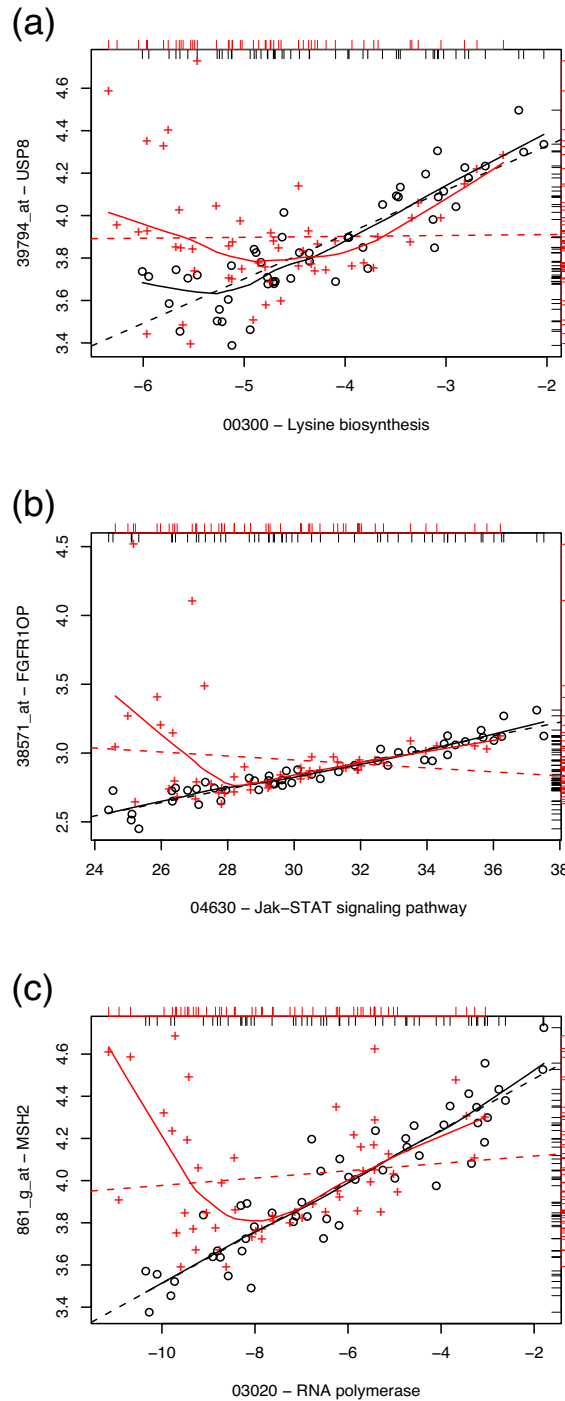 (a)
39794_at − USP8
4.6
4.4
4.2
4.0
3.8
3.6
3.4
−6 −5 −4 −3 −2
00300 − Lysine biosynthesis
(b)
38571_at − FGFR1OP
4.5
4.0
3.5
3.0
2.5
24 26 28 30 32 34 36 38
04630 − Jak−STAT signaling pathway
(c)
861_g_at − MSH2
4.6
4.4
4.2
4.0
3.8
3.6
3.4
−10 −8 −6 −4 −2
03020 − RNA polymerase